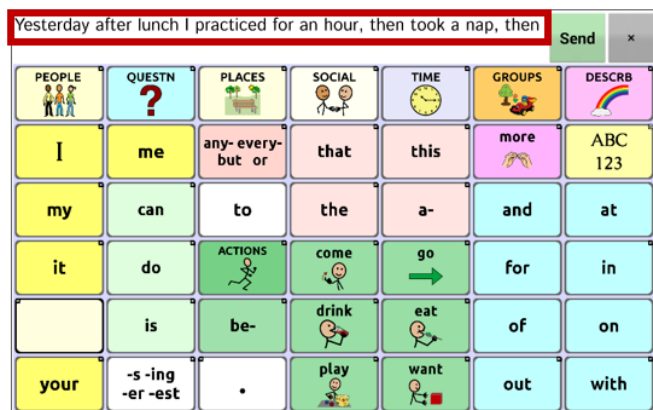 Yesterday after lunch I practiced for an hour, then took a nap, then
Send ×
PEOPLE QUESTN PLACES SOCIAL TIME GROUPS DESCRB
?
I me any- every- that this more ABC
but or 123
my can to the a- and at
it do ACTIONS come go for in
is be- drink eat of on
your -s -ing . play want out with
-er -est